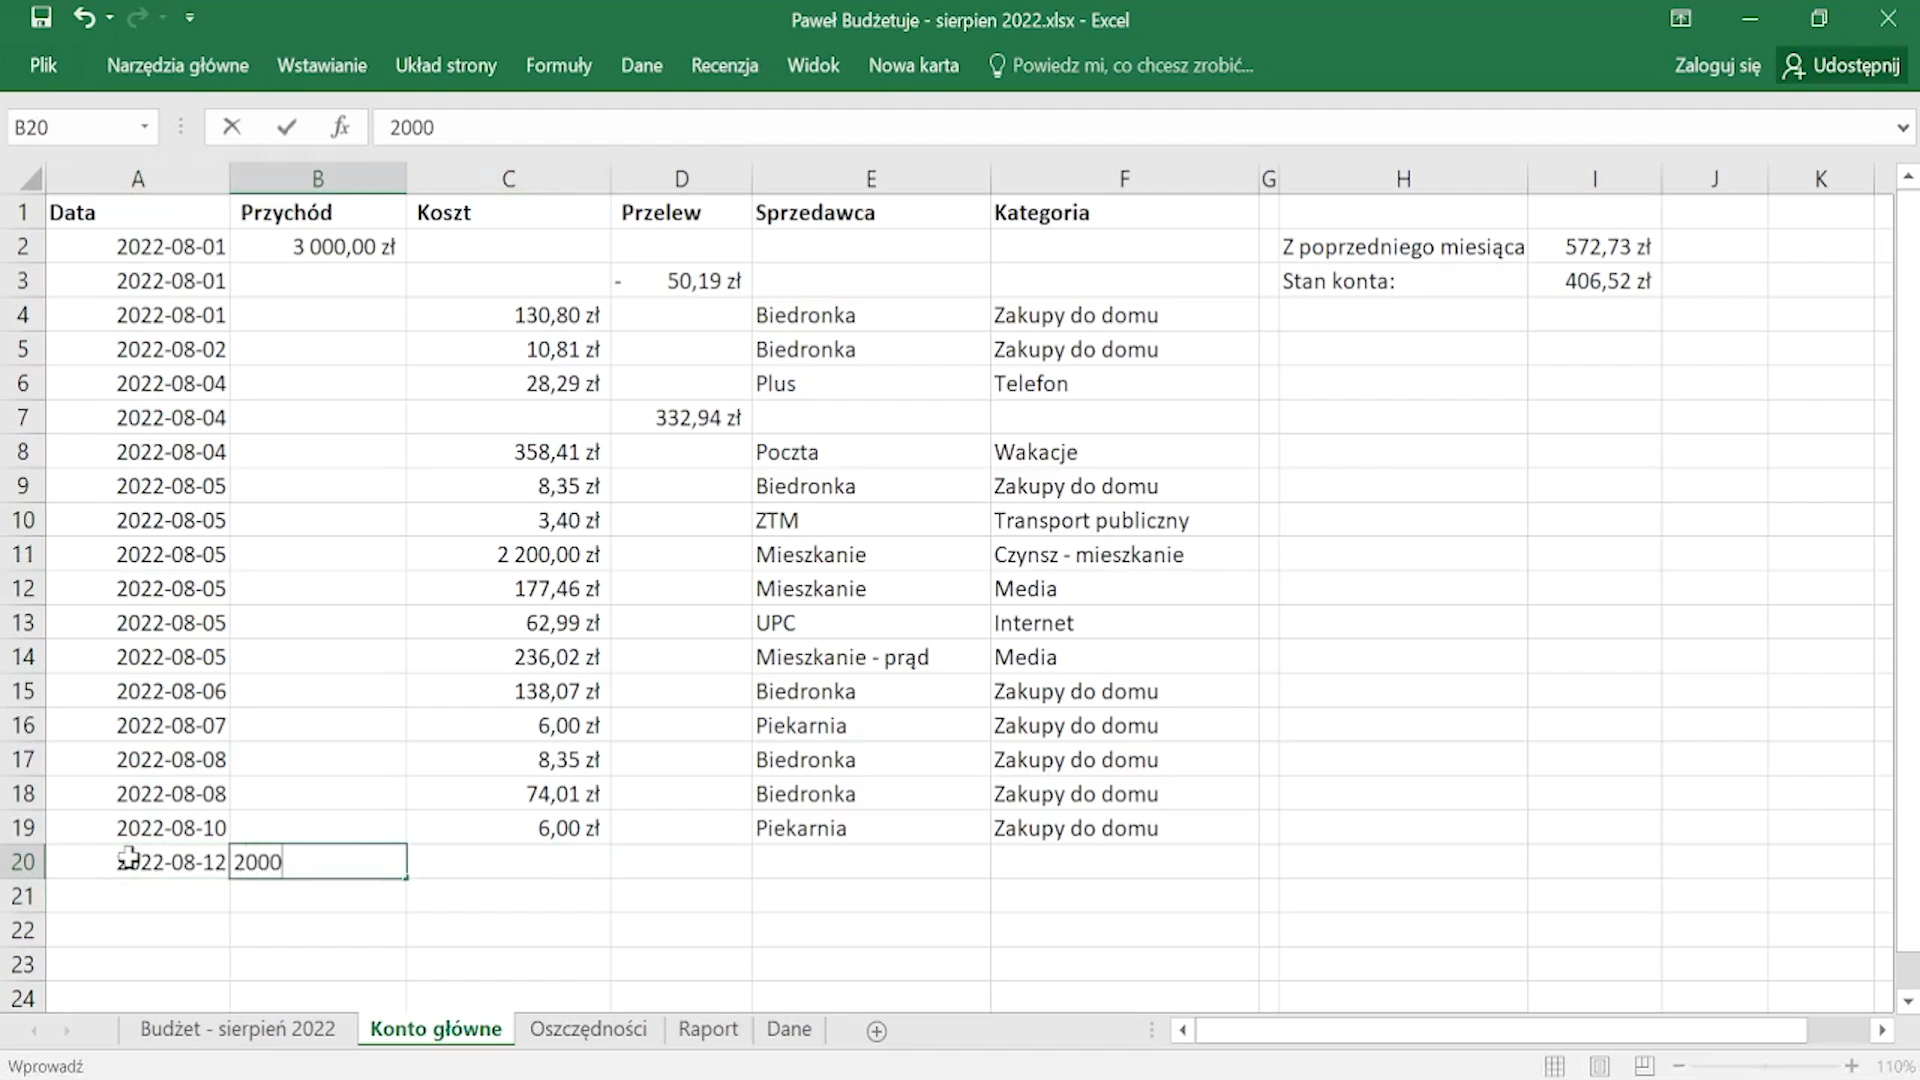 Paweł Budżetuje - sierpien 2022.xlsx - Excel
Plik Narzędzia główne Wstawianie Układ strony Formuły Dane Recenzja Widok Nowa karta Powiedz mi, co chcesz zrobić... Zaloguj się Udostępnij
B20 fx 2000
A B C D E F G H I J K
1 Data Przychód Koszt Przelew Sprzedawca Kategoria
2 2022-08-01 3 000,00 zł Z poprzedniego miesiąca 572,73 zł
3 2022-08-01 - 50,19 zł Stan konta: 406,52 zł
4 2022-08-01 130,80 zł Biedronka Zakupy do domu
5 2022-08-02 10,81 zł Biedronka Zakupy do domu
6 2022-08-04 28,29 zł Plus Telefon
7 2022-08-04 332,94 zł
8 2022-08-04 358,41 zł Poczta Wakacje
9 2022-08-05 8,35 zł Biedronka Zakupy do domu
10 2022-08-05 3,40 zł ZTM Transport publiczny
11 2022-08-05 2 200,00 zł Mieszkanie Czynsz - mieszkanie
12 2022-08-05 177,46 zł Mieszkanie Media
13 2022-08-05 62,99 zł UPC Internet
14 2022-08-05 236,02 zł Mieszkanie - prąd Media
15 2022-08-06 138,07 zł Biedronka Zakupy do domu
16 2022-08-07 6,00 zł Piekarnia Zakupy do domu
17 2022-08-08 8,35 zł Biedronka Zakupy do domu
18 2022-08-08 74,01 zł Biedronka Zakupy do domu
19 2022-08-10 6,00 zł Piekarnia Zakupy do domu
20 2022-08-12 2000
21
22
23
24
Budżet - sierpień 2022 Konto główne Oszczędności Raport Dane
Wprowadź 110%